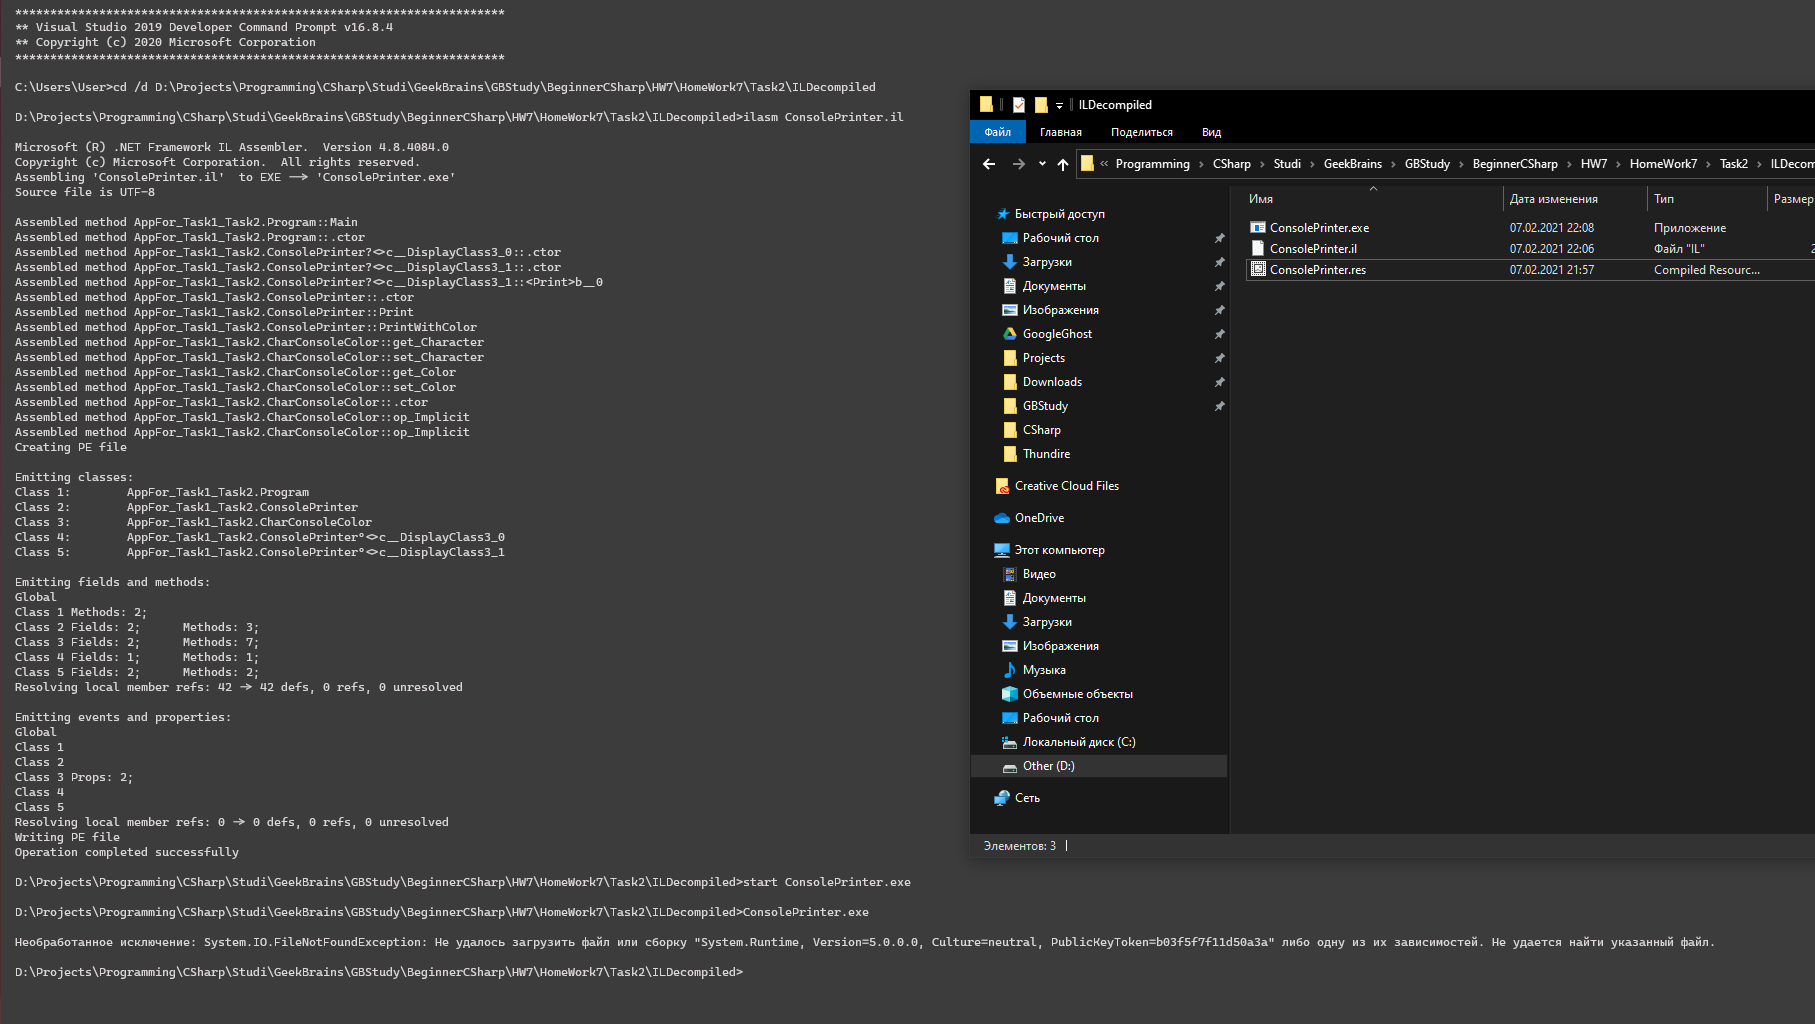 **********************************************************************
** Visual Studio 2019 Developer Command Prompt v16.8.4
** Copyright (c) 2020 Microsoft Corporation
**********************************************************************
C:\Users\User>cd /d D:\Projects\Programming\CSharp\Studi\GeekBrains\GBStudy\BeginnerCSharp\HW7\HomeWork7\Task2\ILDecompiled
D:\Projects\Programming\CSharp\Studi\GeekBrains\GBStudy\BeginnerCSharp\HW7\HomeWork7\Task2\ILDecompiled>ilasm ConsolePrinter.il
Microsoft (R) .NET Framework IL Assembler.  Version 4.8.4084.0
Copyright (c) Microsoft Corporation.  All rights reserved.
Assembling 'ConsolePrinter.il'  to EXE --> 'ConsolePrinter.exe'
Source file is UTF-8
Assembled method AppFor_Task1_Task2.Program::Main
Assembled method AppFor_Task1_Task2.Program::.ctor
Assembled method AppFor_Task1_Task2.ConsolePrinter?<>c__DisplayClass3_0::.ctor
Assembled method AppFor_Task1_Task2.ConsolePrinter?<>c__DisplayClass3_1::.ctor
Assembled method AppFor_Task1_Task2.ConsolePrinter?<>c__DisplayClass3_1::<Print>b__0
Assembled method AppFor_Task1_Task2.ConsolePrinter::.ctor
Assembled method AppFor_Task1_Task2.ConsolePrinter::Print
Assembled method AppFor_Task1_Task2.ConsolePrinter::PrintWithColor
Assembled method AppFor_Task1_Task2.CharConsoleColor::get_Character
Assembled method AppFor_Task1_Task2.CharConsoleColor::set_Character
Assembled method AppFor_Task1_Task2.CharConsoleColor::get_Color
Assembled method AppFor_Task1_Task2.CharConsoleColor::set_Color
Assembled method AppFor_Task1_Task2.CharConsoleColor::.ctor
Assembled method AppFor_Task1_Task2.CharConsoleColor::op_Implicit
Assembled method AppFor_Task1_Task2.CharConsoleColor::op_Implicit
Creating PE file
Emitting classes:
Class 1:        AppFor_Task1_Task2.Program
Class 2:        AppFor_Task1_Task2.ConsolePrinter
Class 3:        AppFor_Task1_Task2.CharConsoleColor
Class 4:        AppFor_Task1_Task2.ConsolePrinter°<>c__DisplayClass3_0
Class 5:        AppFor_Task1_Task2.ConsolePrinter°<>c__DisplayClass3_1
Emitting fields and methods:
Global
Class 1 Methods: 2;
Class 2 Fields: 2;      Methods: 3;
Class 3 Fields: 2;      Methods: 7;
Class 4 Fields: 1;      Methods: 1;
Class 5 Fields: 2;      Methods: 2;
Resolving local member refs: 42 -> 42 defs, 0 refs, 0 unresolved
Emitting events and properties:
Global
Class 1
Class 2
Class 3 Props: 2;
Class 4
Class 5
Resolving local member refs: 0 -> 0 defs, 0 refs, 0 unresolved
Writing PE file
Operation completed successfully
D:\Projects\Programming\CSharp\Studi\GeekBrains\GBStudy\BeginnerCSharp\HW7\HomeWork7\Task2\ILDecompiled>start ConsolePrinter.exe
D:\Projects\Programming\CSharp\Studi\GeekBrains\GBStudy\BeginnerCSharp\HW7\HomeWork7\Task2\ILDecompiled>ConsolePrinter.exe
Необработанное исключение: System.IO.FileNotFoundException: Не удалось загрузить файл или сборку "System.Runtime, Version=5.0.0.0, Culture=neutral, PublicKeyToken=b03f5f7f11d50a3a" либо одну из их зависимостей. Не удается найти указанный файл.
D:\Projects\Programming\CSharp\Studi\GeekBrains\GBStudy\BeginnerCSharp\HW7\HomeWork7\Task2\ILDecompiled>
ILDecompiled
Файл Главная Поделиться Вид
« Programming > CSharp > Studi > GeekBrains > GBStudy > BeginnerCSharp > HW7 > HomeWork7 > Task2 > ILDecom
Имя Дата изменения Тип Размер
ConsolePrinter.exe 07.02.2021 22:08 Приложение
ConsolePrinter.il 07.02.2021 22:06 Файл "IL" 2
ConsolePrinter.res 07.02.2021 21:57 Compiled Resourc...
Быстрый доступ
Рабочий стол
Загрузки
Документы
Изображения
GoogleGhost
Projects
Downloads
GBStudy
CSharp
Thundire
Creative Cloud Files
OneDrive
Этот компьютер
Видео
Документы
Загрузки
Изображения
Музыка
Объемные объекты
Рабочий стол
Локальный диск (C:)
Other (D:)
Сеть
Элементов: 3